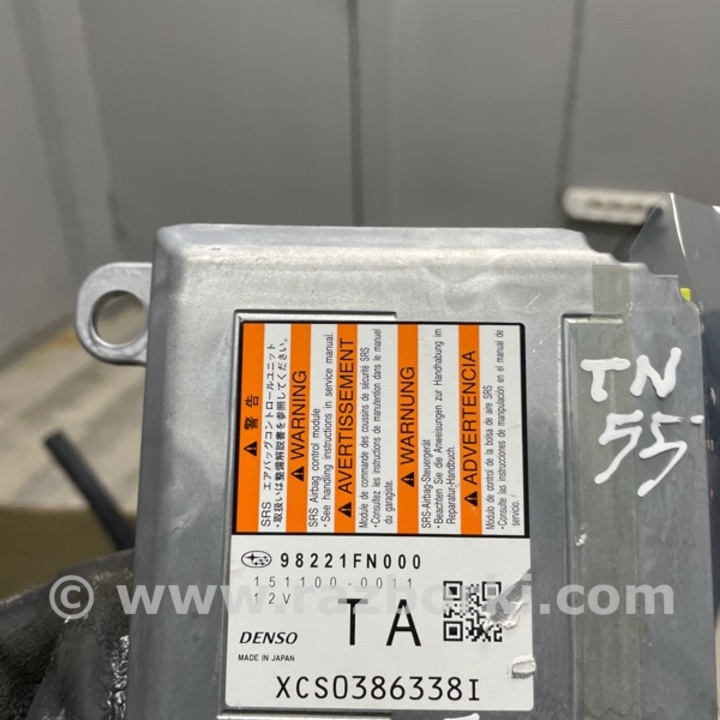 ⚠ 警告
SRS エアバッグコントロールユニット
・取扱いは整備解説書を参照してください。
⚠ WARNING
SRS Airbag control module
・See handling instructions in service manual.
⚠ AVERTISSEMENT
Module de commande des coussins de sécurité SRS
・Consultez les instructions de manutention dans le manuel
du garagiste.
⚠ WARNUNG
SRS-Airbag-Steuergerät
・Beachten Sie die Anweisungen zur Handhabung im
Reparatur-Handbuch.
⚠ ADVERTENCIA
Módulo de control de la bolsa de aire SRS
・Consulte las instrucciones de manipulación en el manual de
servicio.
98221FN000
151100-0011
12V
TA
DENSO
MADE IN JAPAN
XCS0386338I
TN
55
© www.razborki.com 55